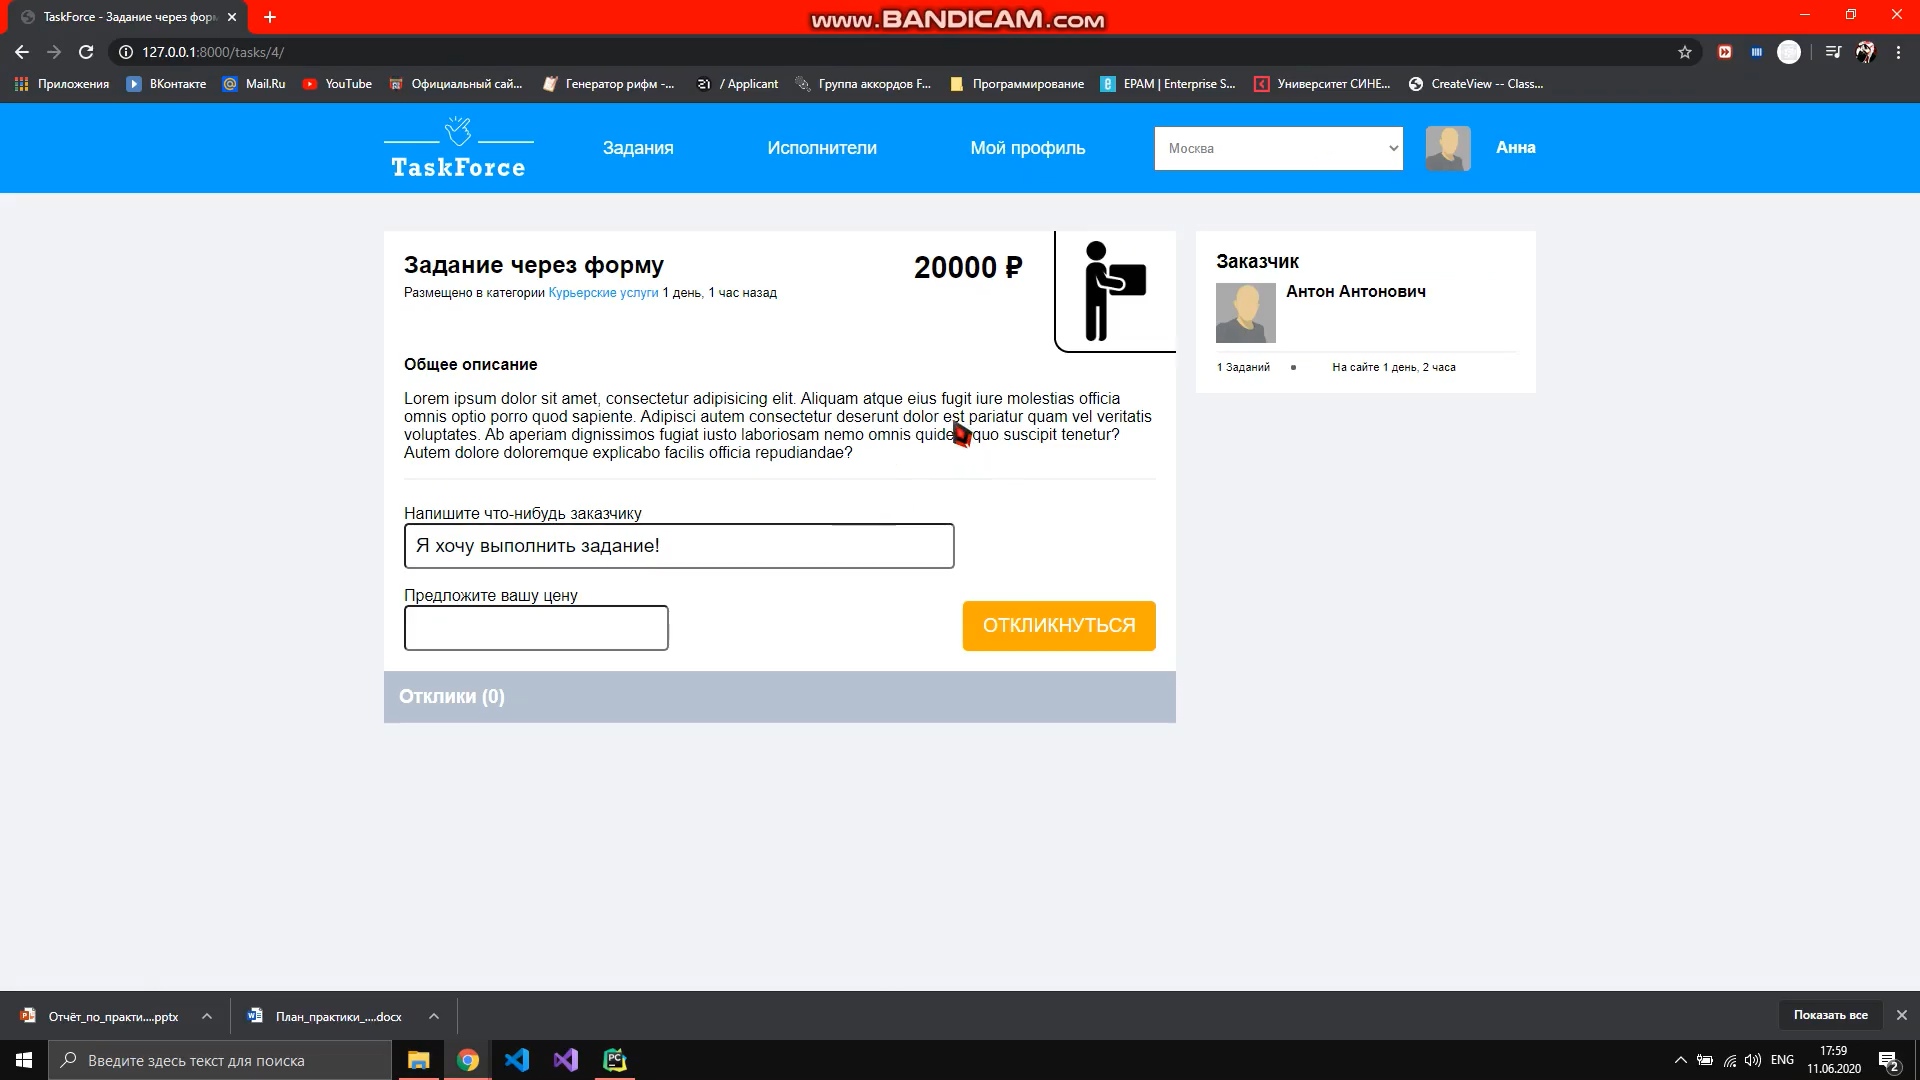 TaskForce - Задание через форм
www.BANDICAM.com
127.0.0.1:8000/tasks/4/
Приложения
ВКонтакте
Mail.Ru
YouTube
Официальный сай...
Генератор рифм -...
/ Applicant
Группа аккордов F...
Программирование
EPAM | Enterprise S...
Университет СИНЕ...
CreateView -- Class...
TaskForce
Задания
Исполнители
Мой профиль
Москва
Анна
Задание через форму
20000 ₽
Размещено в категории Курьерские услуги 1 день, 1 час назад
Общее описание
Lorem ipsum dolor sit amet, consectetur adipisicing elit. Aliquam atque eius fugit iure molestias officia
omnis optio porro quod sapiente. Adipisci autem consectetur deserunt dolor est pariatur quam vel veritatis
voluptates. Ab aperiam dignissimos fugiat iusto laboriosam nemo omnis quo suscipit tenetur?
Autem dolore doloremque explicabo facilis officia repudiandae?
Напишите что-нибудь заказчику
Я хочу выполнить задание!
Предложите вашу цену
ОТКЛИКНУТЬСЯ
Отклики (0)
Заказчик
Антон Антонович
1 Заданий
На сайте 1 день, 2 часа
Отчёт_по_практи....pptx
План_практики_....docx
Показать все
Введите здесь текст для поиска
ENG
17:59
11.06.2020
2